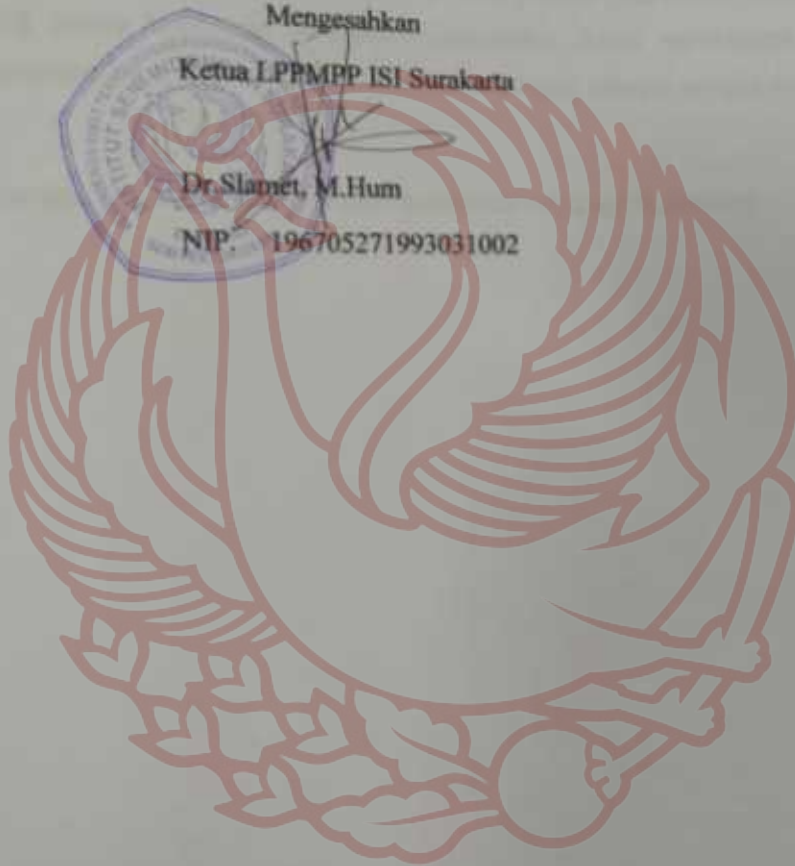 Mengesahkan
Ketua LPPMPP ISI Surakarta
Dr.Slamet, M.Hum
NIP. 196705271993031002